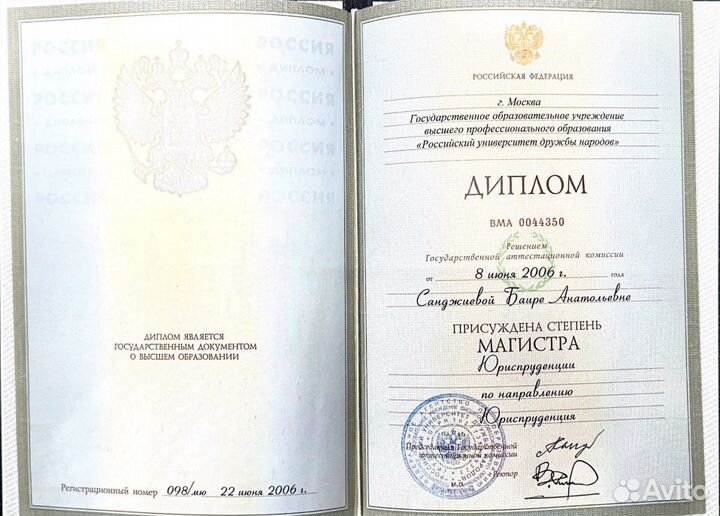 РОССИЯ РОССИЯ
ДИПЛОМ ДИПЛОМ
РОССИЯ РОССИЯ
РОССИЯ
ДИПЛОМ ЯВЛЯЕТСЯ
ГОСУДАРСТВЕННЫМ ДОКУМЕНТОМ
О ВЫСШЕМ ОБРАЗОВАНИИ
Регистрационный номер 098/мю 22 июня 2006 г.
РОССИЙСКАЯ ФЕДЕРАЦИЯ
г. Москва
Государственное образовательное учреждение
высшего профессионального образования
«Российский университет дружбы народов»
ДИПЛОМ
ВМА 0044350
Решением
Государственной аттестационной комиссии
от 8 июня 2006 г. года
Санджиевой Баире Анатольевне
ПРИСУЖДЕНА СТЕПЕНЬ
МАГИСТРА
Юриспруденции
по направлению
Юриспруденция
Председатель Государственной
аттестационной комиссии
Ректор
М.П.
Avito